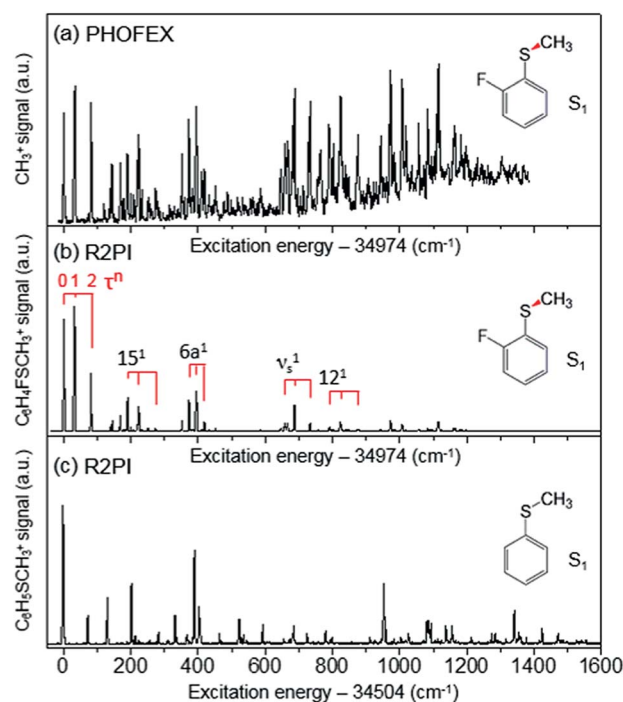 (a) PHOFEX
CH₃⁺ signal (a.u.)
F
S
CH₃
S₁
Excitation energy – 34974 (cm⁻¹)
(b) R2PI
C₆H₄FSCH₃⁺ signal (a.u.)
0 1 2 τⁿ
15¹
6a¹
νₛ¹
12¹
F
S
CH₃
S₁
Excitation energy – 34974 (cm⁻¹)
(c) R2PI
C₆H₅SCH₃⁺ signal (a.u.)
S
CH₃
S₁
0 200 400 600 800 1000 1200 1400 1600
Excitation energy – 34504 (cm⁻¹)